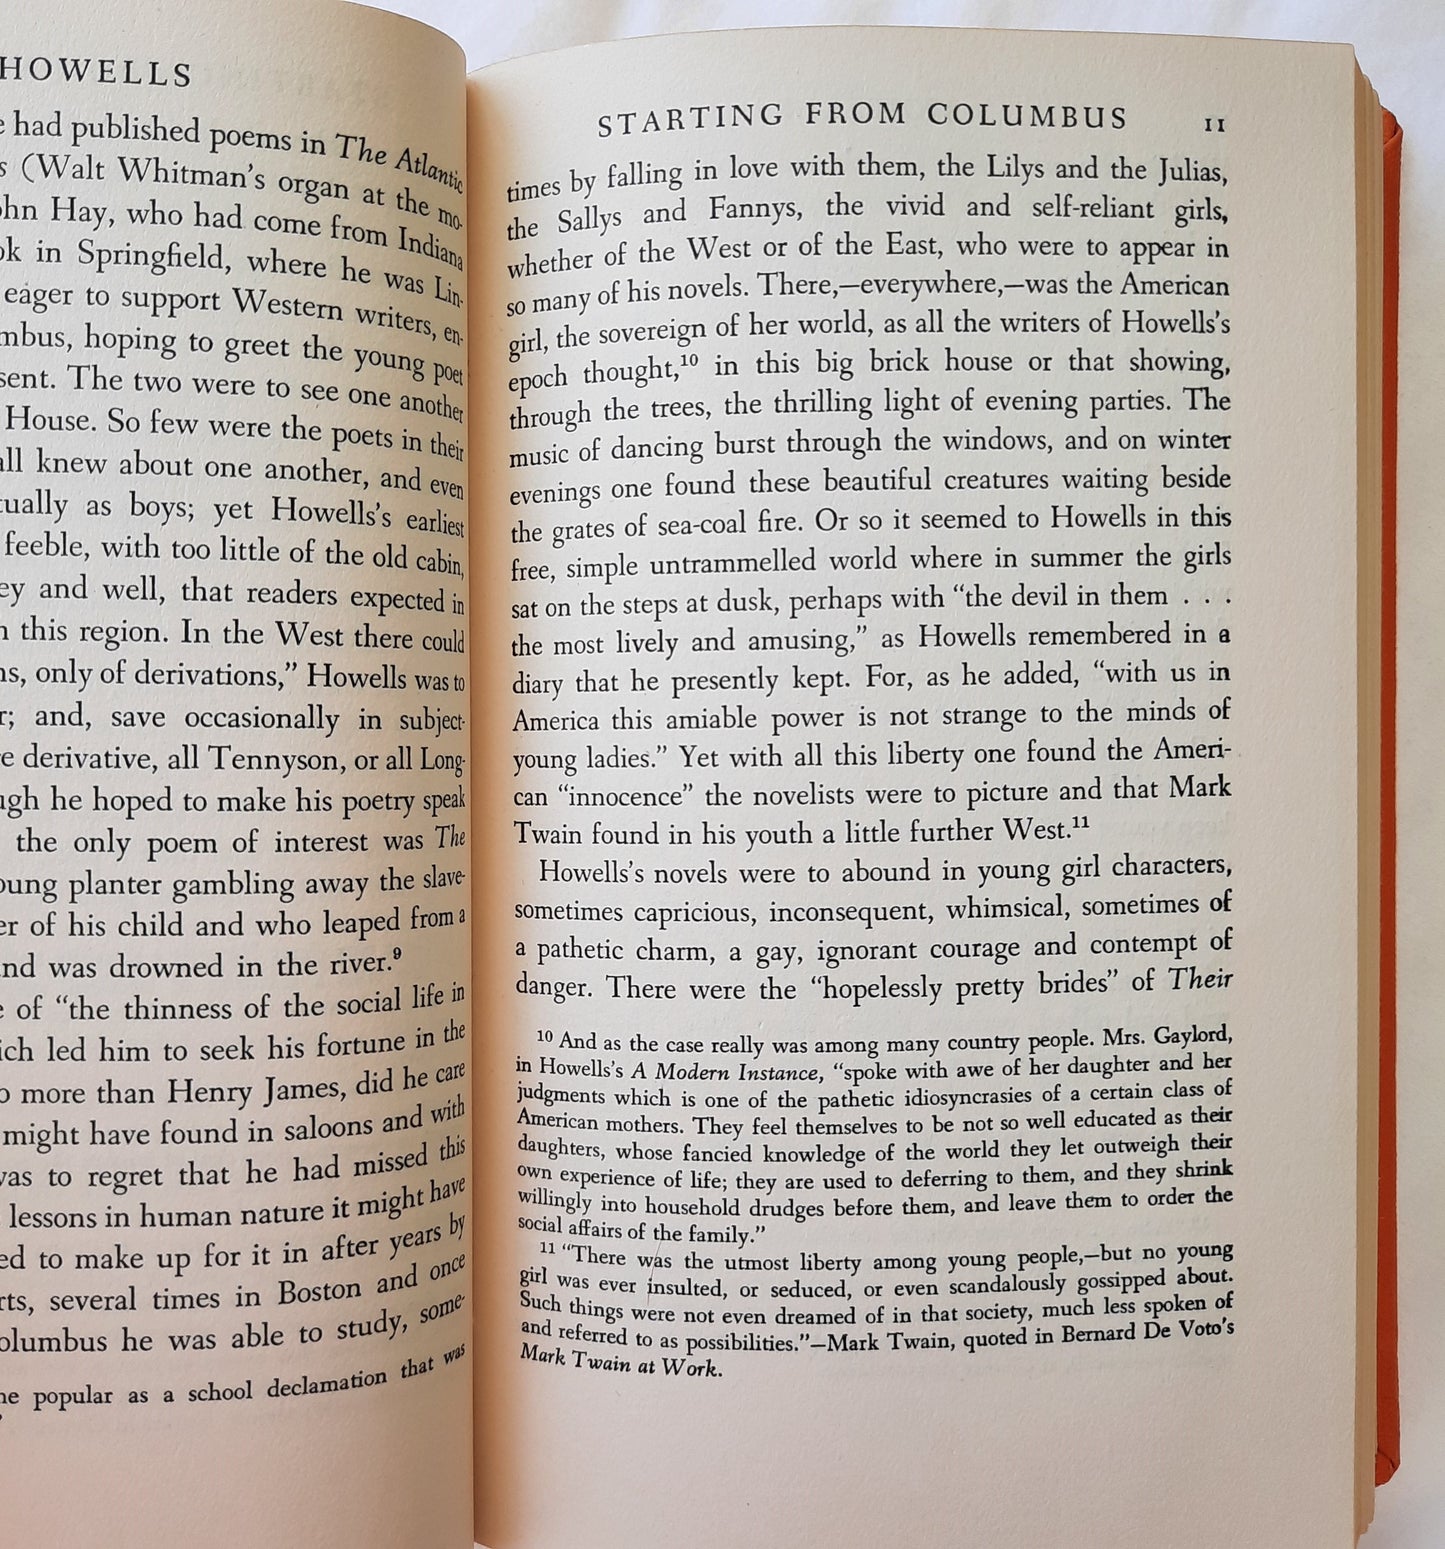 HOWELLS
had published poems in The Atlantic
(Walt Whitman's organ at the mo-
Hay, who had come from Indiana
in Springfield, where he was Lin-
eager to support Western writers, en-
hoping to greet the young poet
The two were to see one another
House. So few were the poets in their
knew about one another, and even
as boys; yet Howells's earliest
feeble, with too little of the old cabin,
and well, that readers expected in
this region. In the West there could
only of derivations,” Howells was to
and, save occasionally in subject-
derivative, all Tennyson, or all Long-
he hoped to make his poetry speak
the only poem of interest was The
planter gambling away the slave-
of his child and who leaped from a
was drowned in the river.⁹
of “the thinness of the social life in
led him to seek his fortune in the
more than Henry James, did he care
might have found in saloons and with
to regret that he had missed this
lessons in human nature it might have
to make up for it in after years by
several times in Boston and once
he was able to study, some-
popular as a school declamation that was
STARTING FROM COLUMBUS 11
times by falling in love with them, the Lilys and the Julias,
the Sallys and Fannys, the vivid and self-reliant girls,
whether of the West or of the East, who were to appear in
so many of his novels. There,—everywhere,—was the American
girl, the sovereign of her world, as all the writers of Howells's
epoch thought,¹⁰ in this big brick house or that showing,
through the trees, the thrilling light of evening parties. The
music of dancing burst through the windows, and on winter
evenings one found these beautiful creatures waiting beside
the grates of sea-coal fire. Or so it seemed to Howells in this
free, simple untrammelled world where in summer the girls
sat on the steps at dusk, perhaps with “the devil in them . . .
the most lively and amusing,” as Howells remembered in a
diary that he presently kept. For, as he added, “with us in
America this amiable power is not strange to the minds of
young ladies.” Yet with all this liberty one found the Ameri-
can “innocence” the novelists were to picture and that Mark
Twain found in his youth a little further West.¹¹
Howells's novels were to abound in young girl characters,
sometimes capricious, inconsequent, whimsical, sometimes of
a pathetic charm, a gay, ignorant courage and contempt of
danger. There were the “hopelessly pretty brides” of Their
¹⁰ And as the case really was among many country people. Mrs. Gaylord,
in Howells's A Modern Instance, “spoke with awe of her daughter and her
judgments which is one of the pathetic idiosyncrasies of a certain class of
American mothers. They feel themselves to be not so well educated as their
daughters, whose fancied knowledge of the world they let outweigh their
own experience of life; they are used to deferring to them, and they shrink
willingly into household drudges before them, and leave them to order the
social affairs of the family.”
¹¹ “There was the utmost liberty among young people,—but no young
girl was ever insulted, or seduced, or even scandalously gossipped about.
Such things were not even dreamed of in that society, much less spoken of
and referred to as possibilities.”—Mark Twain, quoted in Bernard De Voto's
Mark Twain at Work.